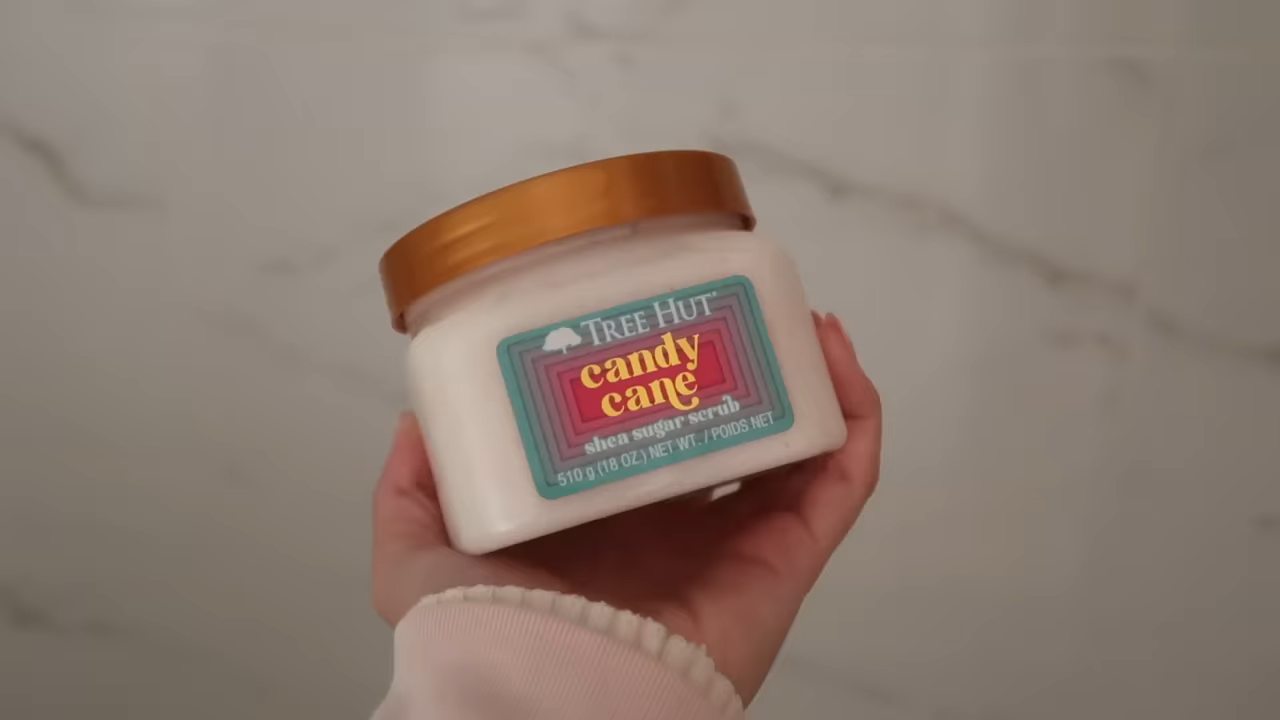 TREE HUT®
candy
cane
shea sugar scrub
510 g (18 OZ.) NET WT. / POIDS NET